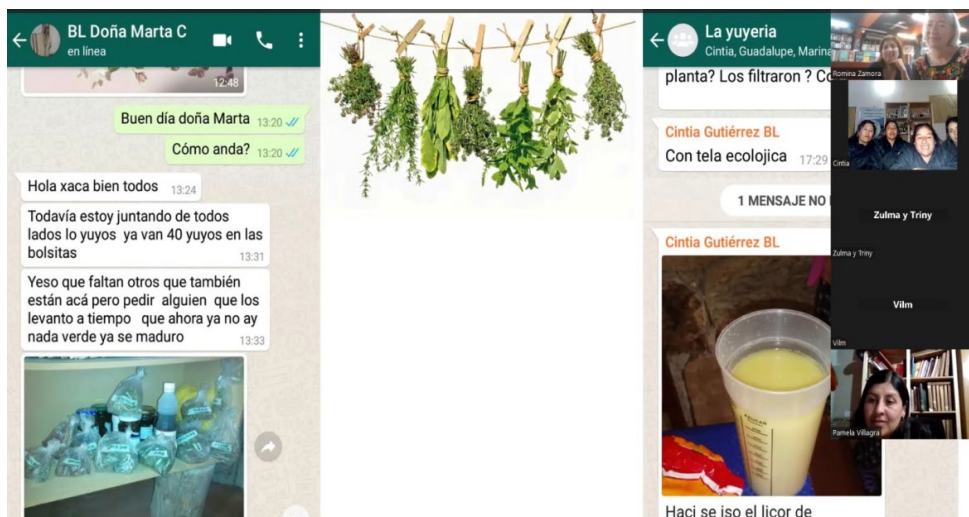 BL Doña Marta C
en línea
12:48
Buen día doña Marta 13:20
Cómo anda? 13:20
Hola xaca bien todos 13:24
Todavía estoy juntando de todos
lados lo yuyos ya van 40 yuyos en las
bolsitas 13:31
Yeso que faltan otros que también
están acá pero pedir alguien que los
levanto a tiempo que ahora ya no ay
nada verde ya se maduro 13:33
La yuyeria
Cintia, Guadalupe, Marina
planta? Los filtraron ?
Cintia Gutiérrez BL
Con tela ecolojica 17:29
1 MENSAJE NO
Cintia Gutiérrez BL
Haci se iso el licor de
Romina Zamora
Cintia
Zulma y Triny
Zulma y Triny
Vilm
Vilm
Pamela Villagra